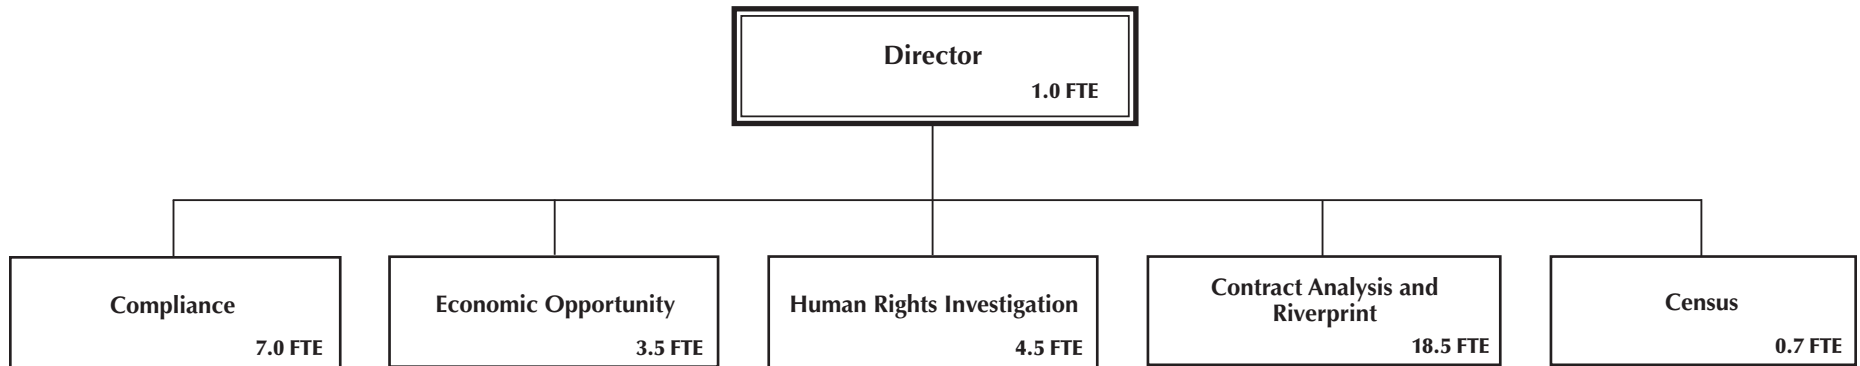 Director
1.0 FTE
Compliance
7.0 FTE
Economic Opportunity
3.5 FTE
Human Rights Investigation
4.5 FTE
Contract Analysis and
Riverprint
18.5 FTE
Census
0.7 FTE